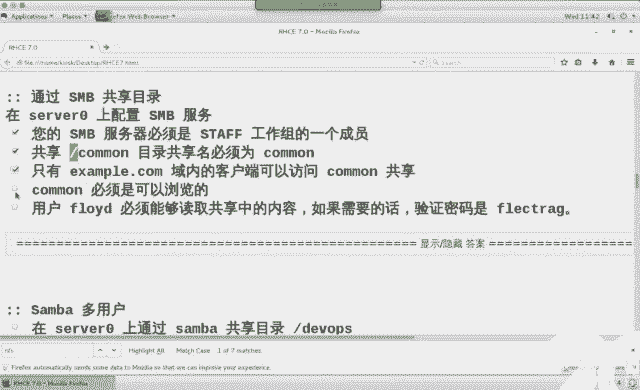 Applications Places Firefox Web Browser Wed 11:42
RHCE 7.0 - Mozilla Firefox
RHCE 7.0
Search
:: 通过 SMB 共享目录
在 server0 上配置 SMB 服务
您的 SMB 服务器必须是 STAFF 工作组的一个成员
共享 /common 目录共享名必须为 common
只有 example.com 域内的客户端可以访问 common 共享
common 必须是可以浏览的
用户 floyd 必须能够读取共享中的内容，如果需要的话，验证密码是 flectrag。
显示/隐藏 答案
:: Samba 多用户
在 server0 上通过 samba 共享目录 /devops
nfs Highlight All Match Case 1 of 7 matches
Firefox automatically sends some data to Mozilla so that we can improve your experience.
RHCE 7.0 - Mozilla Firefox